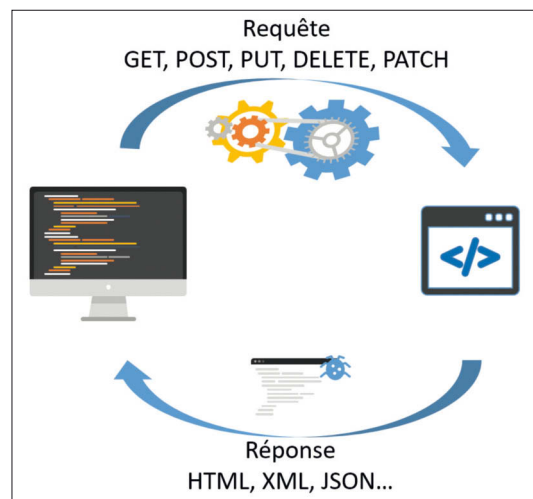 Requête
GET, POST, PUT, DELETE, PATCH
</>
Réponse
HTML, XML, JSON...